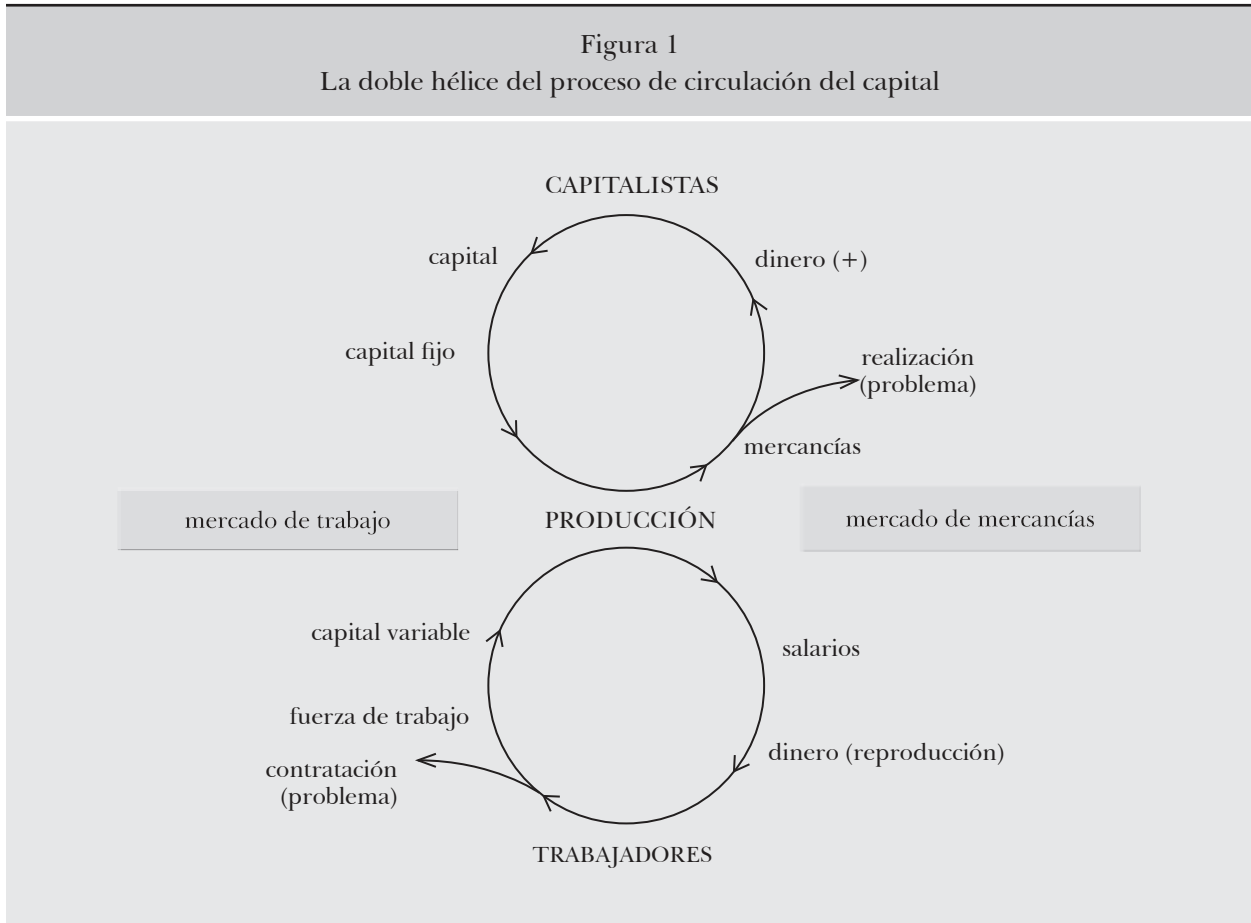 Figura 1
La doble hélice del proceso de circulación del capital
CAPITALISTAS
capital
dinero (+)
capital fijo
realización
(problema)
mercancías
mercado de trabajo
PRODUCCIÓN
mercado de mercancías
capital variable
salarios
fuerza de trabajo
dinero (reproducción)
contratación
(problema)
TRABAJADORES